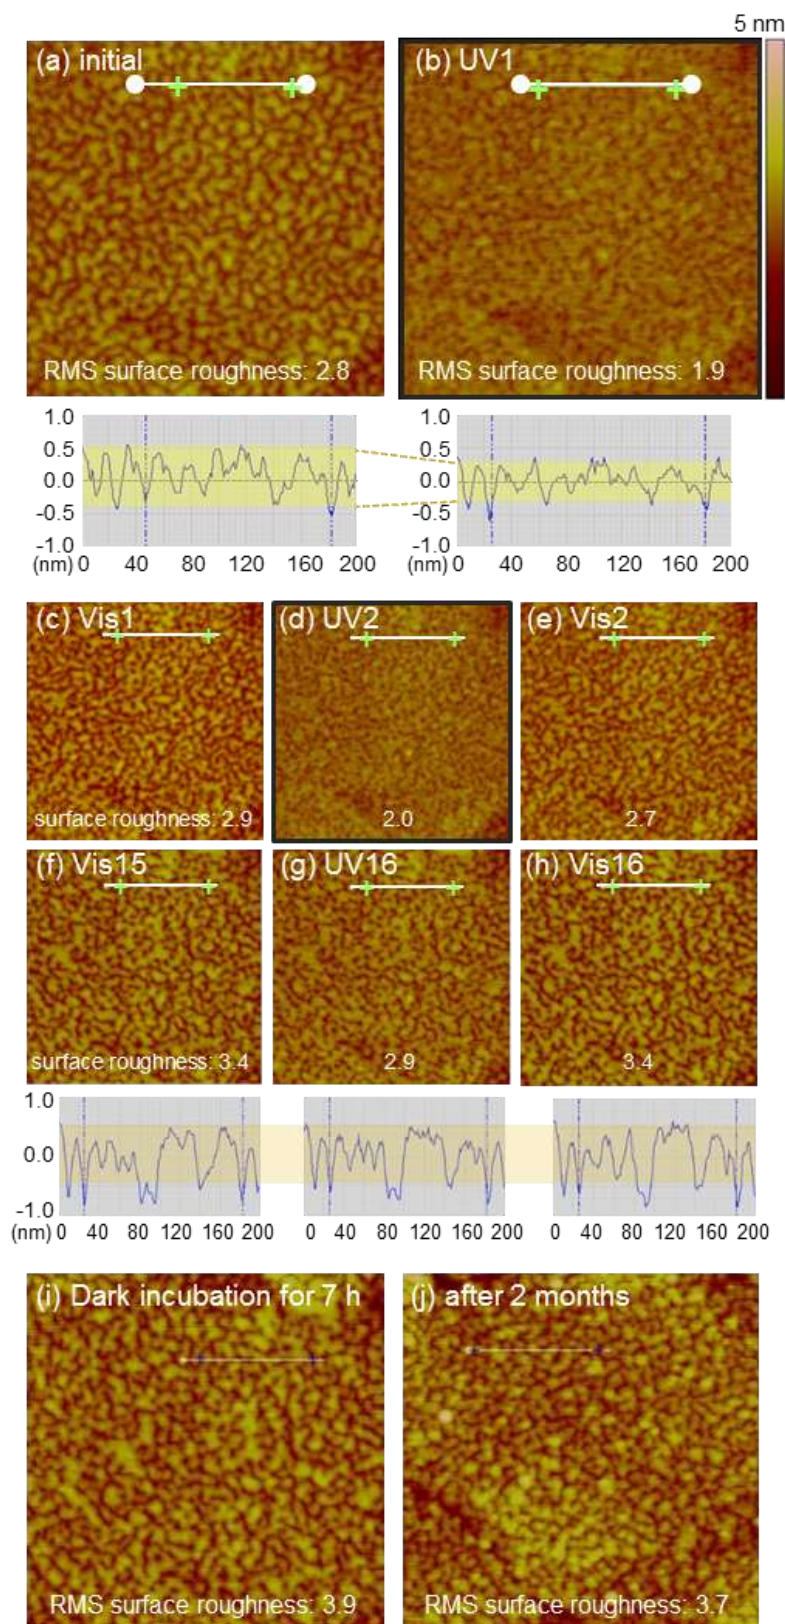 5 nm
(a) initial
(b) UV1
RMS surface roughness: 2.8
RMS surface roughness: 1.9
1.0
0.5
0.0
-0.5
-1.0
(nm) 0 40 80 120 160 200
1.0
0.5
0.0
-0.5
-1.0
0 40 80 120 160 200
(c) Vis1
(d) UV2
(e) Vis2
surface roughness: 2.9
2.0
2.7
(f) Vis15
(g) UV16
(h) Vis16
surface roughness: 3.4
2.9
3.4
1.0
0.0
-1.0
(nm) 0 40 80 120 160 200
0 40 80 120 160 200
0 40 80 120 160 200
(i) Dark incubation for 7 h
(j) after 2 months
RMS surface roughness: 3.9
RMS surface roughness: 3.7